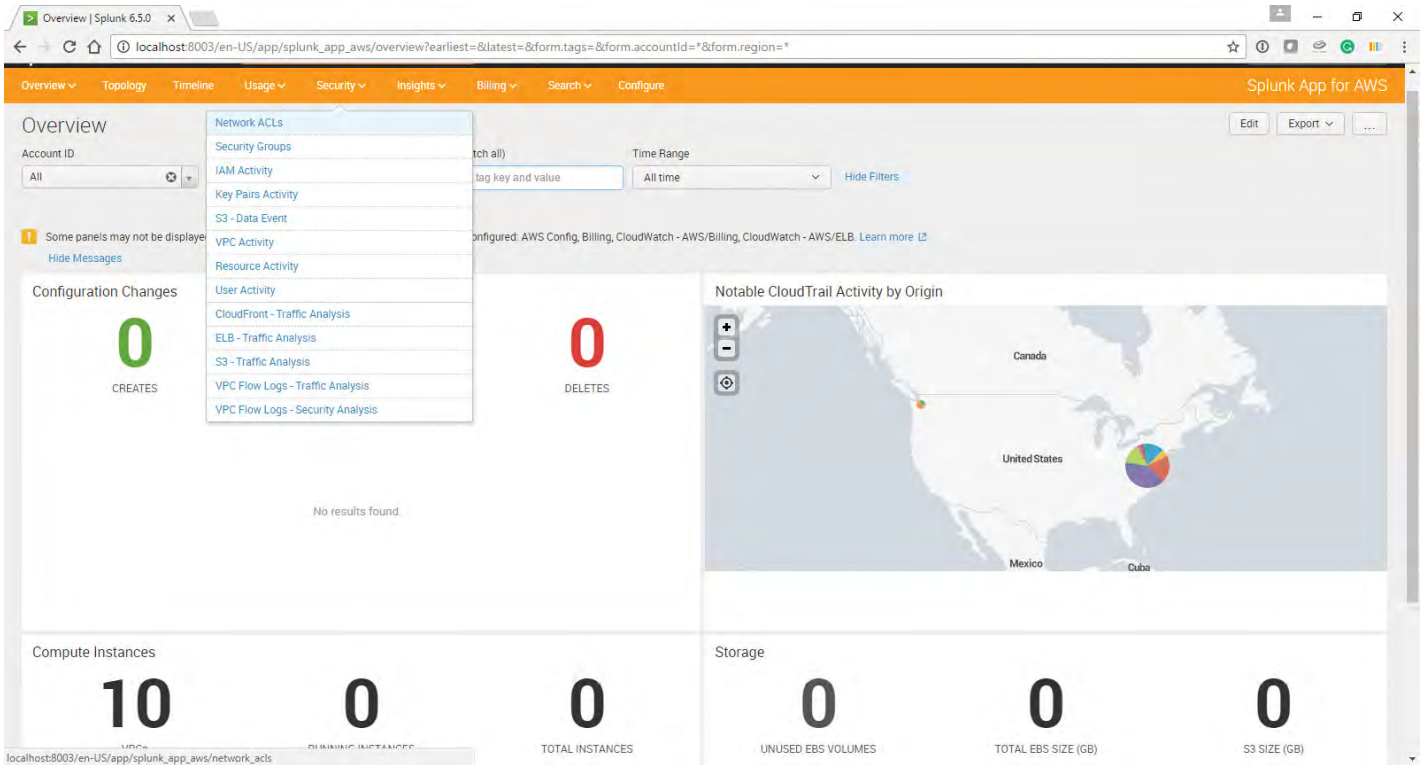 Overview | Splunk 6.5.0
localhost:8003/en-US/app/splunk_app_aws/overview?earliest=&latest=&form.tags=&form.accountId=*&form.region=*
Overview Topology Timeline Usage Security Insights Billing Search Configure Splunk App for AWS
Overview
Edit Export ...
Account ID
tch all)
Time Range
All
tag key and value
All time
Hide Filters
Network ACLs
Security Groups
IAM Activity
Key Pairs Activity
S3 - Data Event
VPC Activity
Resource Activity
User Activity
CloudFront - Traffic Analysis
ELB - Traffic Analysis
S3 - Traffic Analysis
VPC Flow Logs - Traffic Analysis
VPC Flow Logs - Security Analysis
Some panels may not be displaye
onfigured: AWS Config, Billing, CloudWatch - AWS/Billing, CloudWatch - AWS/ELB. Learn more
Hide Messages
Configuration Changes
0
CREATES
0
DELETES
No results found.
Notable CloudTrail Activity by Origin
+
-
Canada
United States
Mexico
Cuba
Compute Instances
10
0
0
VPCs
RUNNING INSTANCES
TOTAL INSTANCES
Storage
0
0
0
UNUSED EBS VOLUMES
TOTAL EBS SIZE (GB)
S3 SIZE (GB)
localhost:8003/en-US/app/splunk_app_aws/network_acls